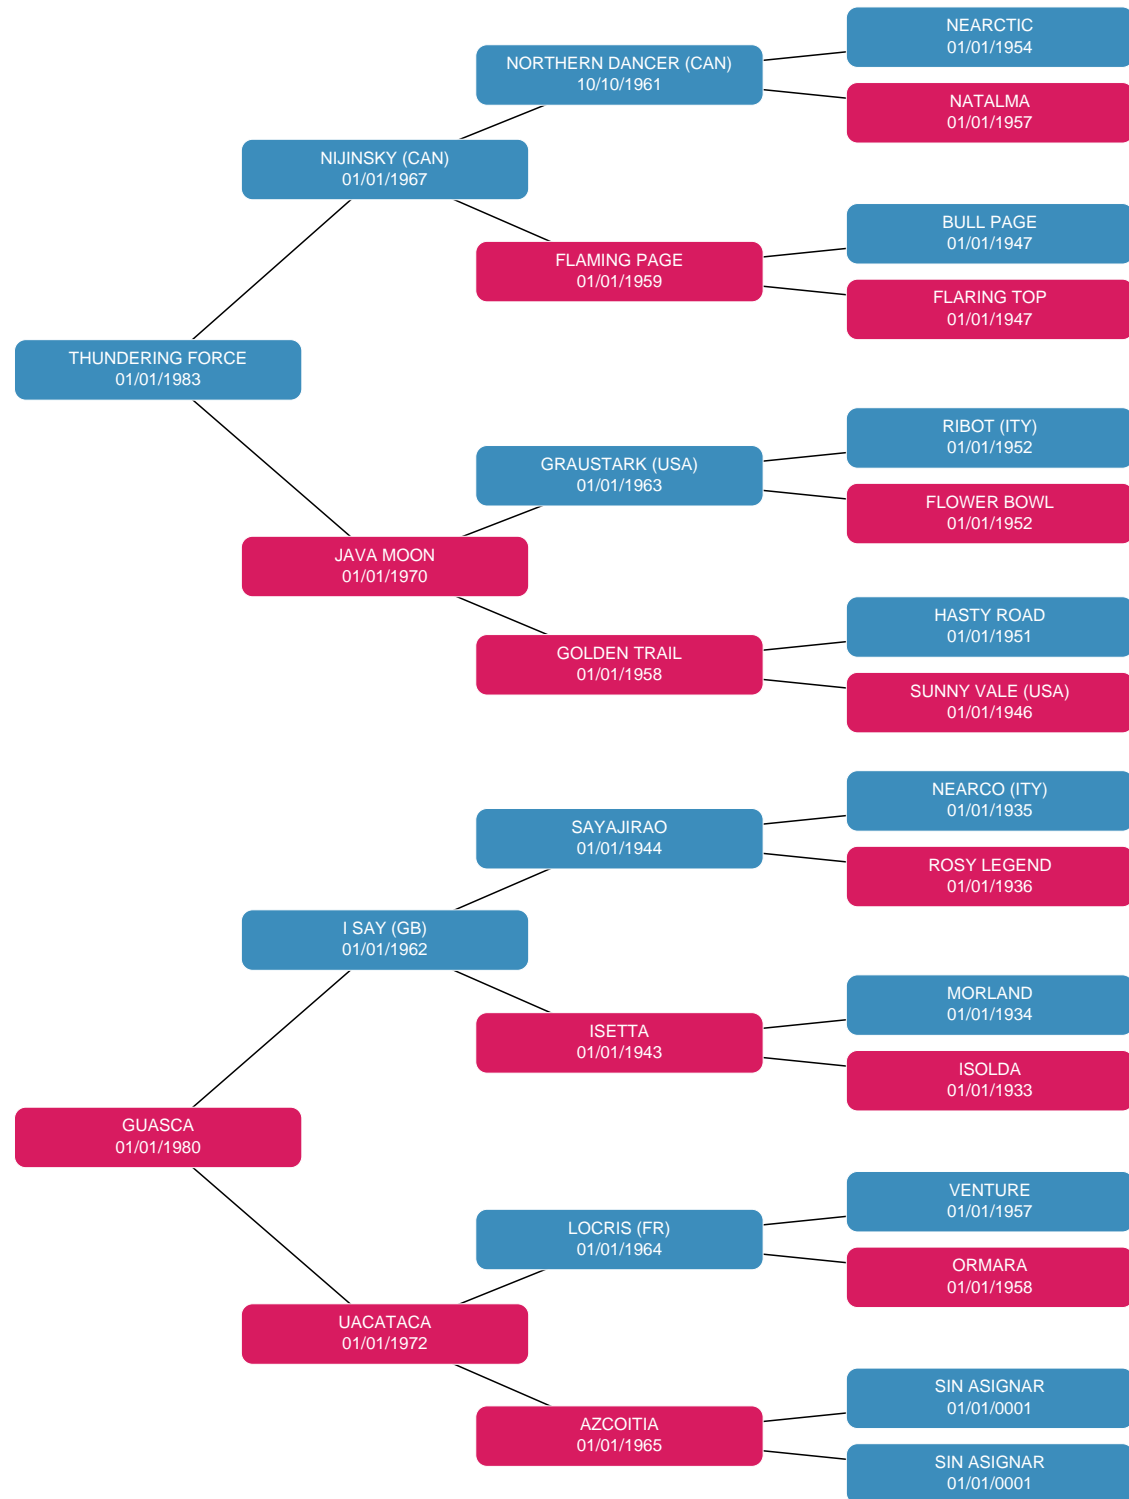 NEARCTIC
01/01/1954
NORTHERN DANCER (CAN)
10/10/1961
NATALMA
01/01/1957
NIJINSKY (CAN)
01/01/1967
BULL PAGE
01/01/1947
FLAMING PAGE
01/01/1959
FLARING TOP
01/01/1947
THUNDERING FORCE
01/01/1983
RIBOT (ITY)
01/01/1952
GRAUSTARK (USA)
01/01/1963
FLOWER BOWL
01/01/1952
JAVA MOON
01/01/1970
HASTY ROAD
01/01/1951
GOLDEN TRAIL
01/01/1958
SUNNY VALE (USA)
01/01/1946
NEARCO (ITY)
01/01/1935
SAYAJIRAO
01/01/1944
ROSY LEGEND
01/01/1936
I SAY (GB)
01/01/1962
MORLAND
01/01/1934
ISETTA
01/01/1943
ISOLDA
01/01/1933
GUASCA
01/01/1980
VENTURE
01/01/1957
LOCRIS (FR)
01/01/1964
ORMARA
01/01/1958
UACATACA
01/01/1972
SIN ASIGNAR
01/01/0001
AZCOITIA
01/01/1965
SIN ASIGNAR
01/01/0001